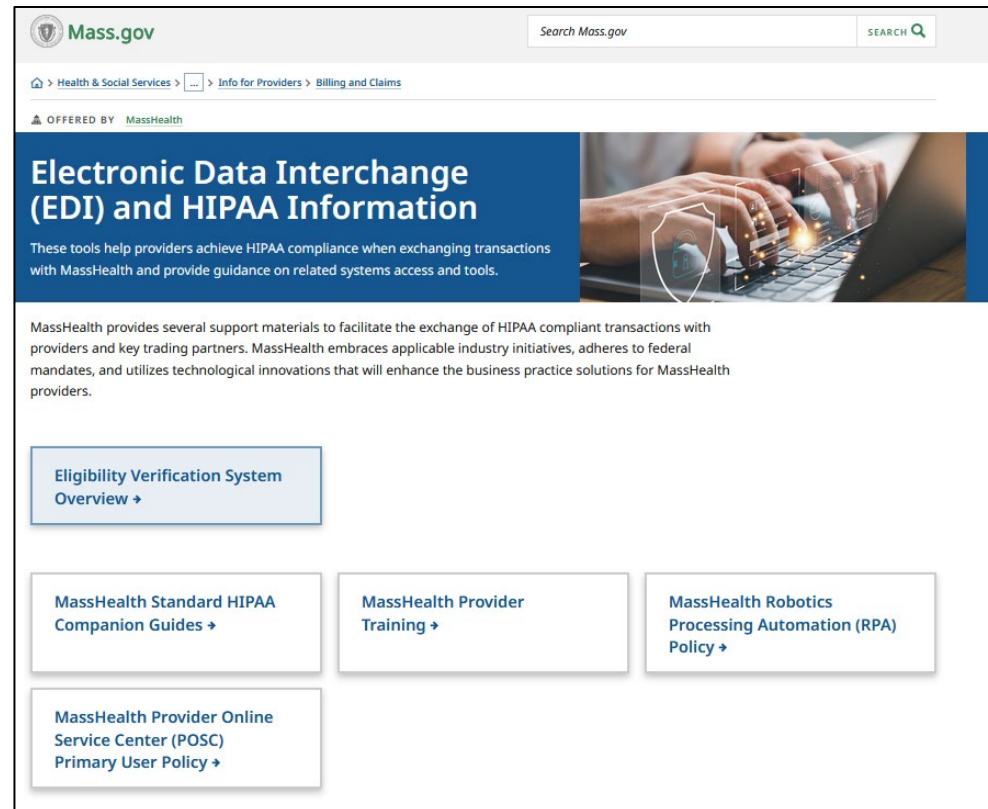 Mass.gov
Search Mass.gov
SEARCH
> Health & Social Services > ... > Info for Providers > Billing and Claims
OFFERED BY MassHealth
Electronic Data Interchange
(EDI) and HIPAA Information
These tools help providers achieve HIPAA compliance when exchanging transactions
with MassHealth and provide guidance on related systems access and tools.
MassHealth provides several support materials to facilitate the exchange of HIPAA compliant transactions with
providers and key trading partners. MassHealth embraces applicable industry initiatives, adheres to federal
mandates, and utilizes technological innovations that will enhance the business practice solutions for MassHealth
providers.
Eligibility Verification System
Overview →
MassHealth Standard HIPAA
Companion Guides →
MassHealth Provider
Training →
MassHealth Robotics
Processing Automation (RPA)
Policy →
MassHealth Provider Online
Service Center (POSC)
Primary User Policy →